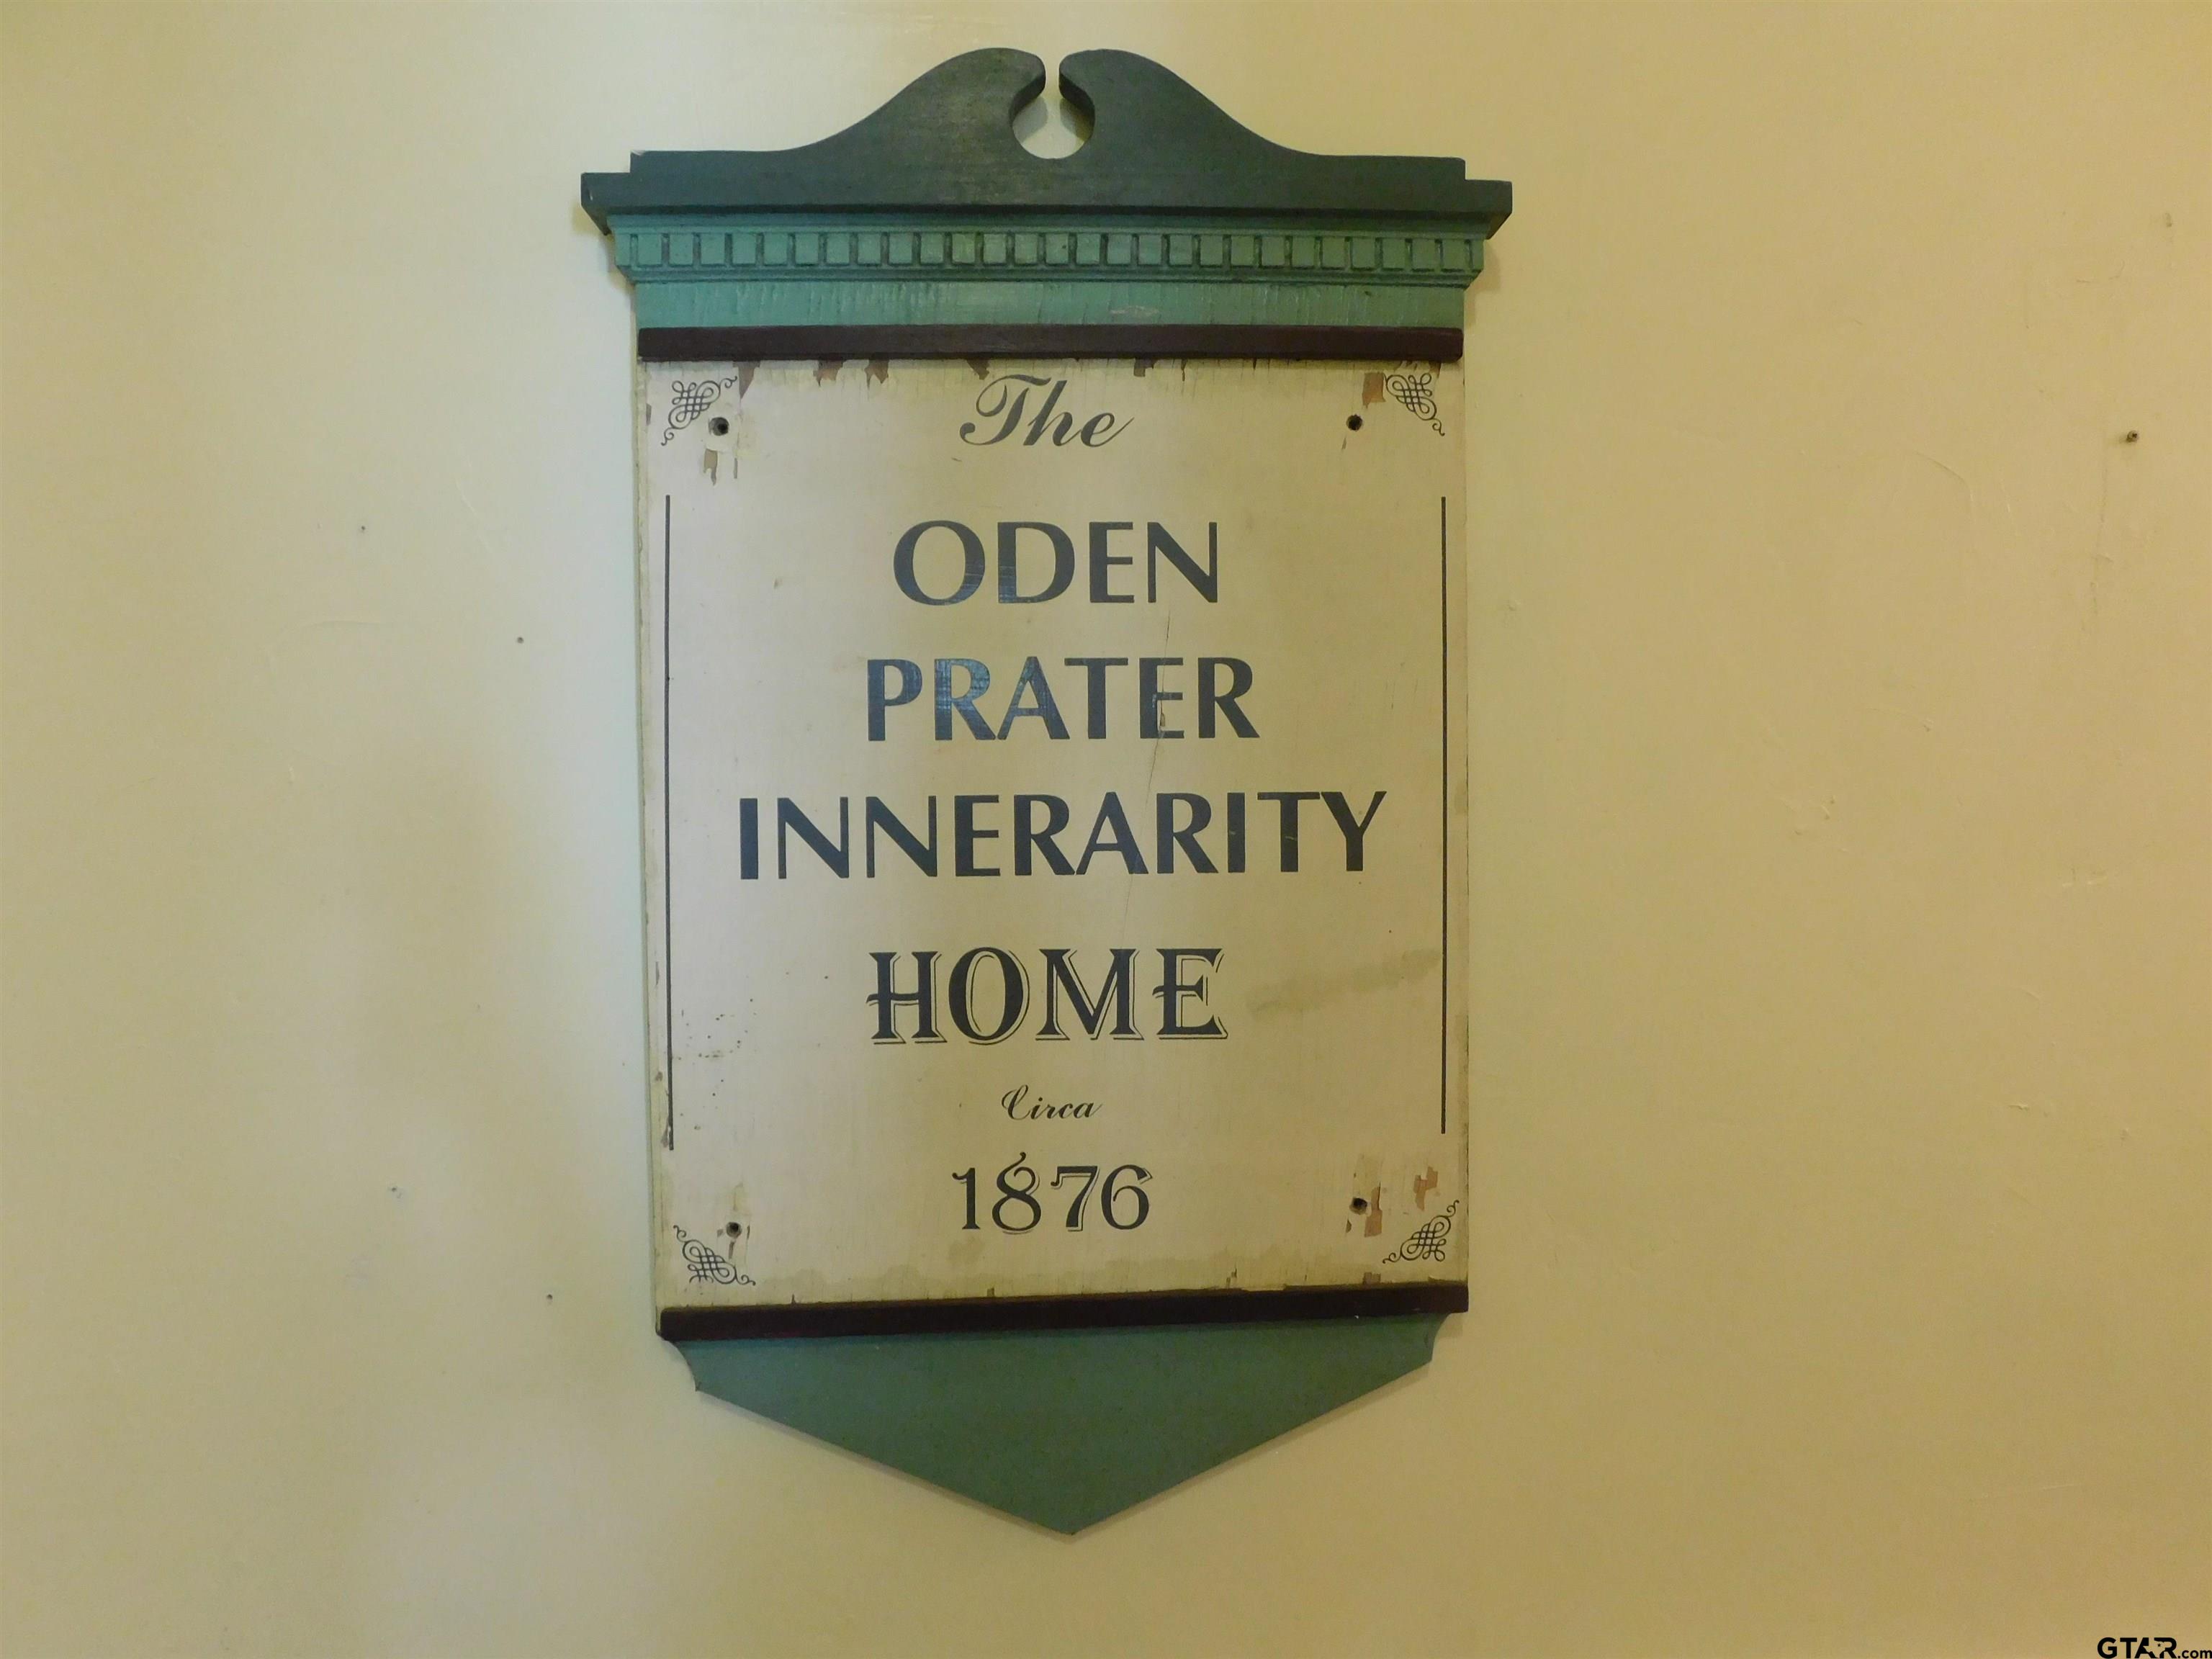 The
ODEN
PRATER
INNERARITY
HOME
Circa
1876
GTAR.com